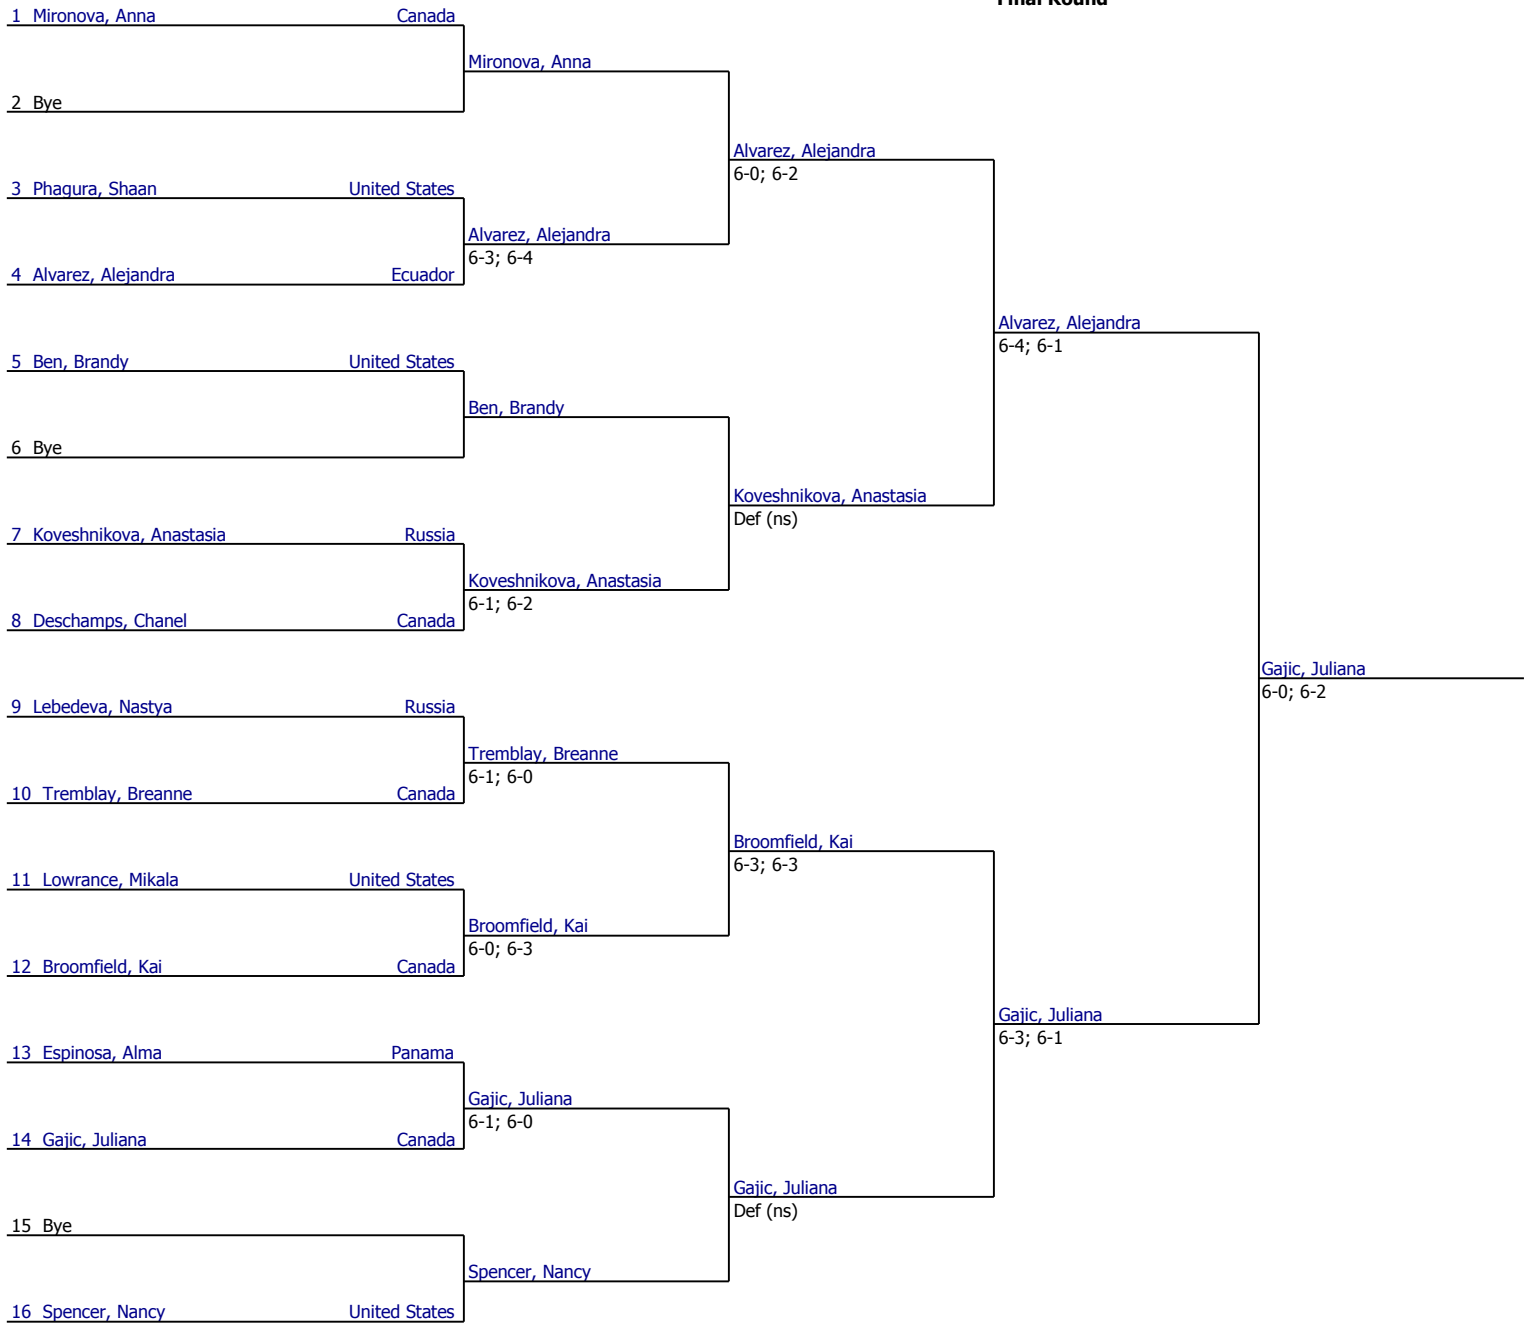 Final Round
1 Mironova, Anna Canada
Mironova, Anna
2 Bye
Alvarez, Alejandra
6-0; 6-2
3 Phagura, Shaan United States
Alvarez, Alejandra
6-3; 6-4
4 Alvarez, Alejandra Ecuador
Alvarez, Alejandra
6-4; 6-1
5 Ben, Brandy United States
Ben, Brandy
6 Bye
Koveshnikova, Anastasia
Def (ns)
7 Koveshnikova, Anastasia Russia
Koveshnikova, Anastasia
6-1; 6-2
8 Deschamps, Chanel Canada
Gajic, Juliana
6-0; 6-2
9 Lebedeva, Nastya Russia
Tremblay, Breanne
6-1; 6-0
10 Tremblay, Breanne Canada
Broomfield, Kai
6-3; 6-3
11 Lowrance, Mikala United States
Broomfield, Kai
6-0; 6-3
12 Broomfield, Kai Canada
Gajic, Juliana
6-3; 6-1
13 Espinosa, Alma Panama
Gajic, Juliana
6-1; 6-0
14 Gajic, Juliana Canada
Gajic, Juliana
Def (ns)
15 Bye
Spencer, Nancy
16 Spencer, Nancy United States